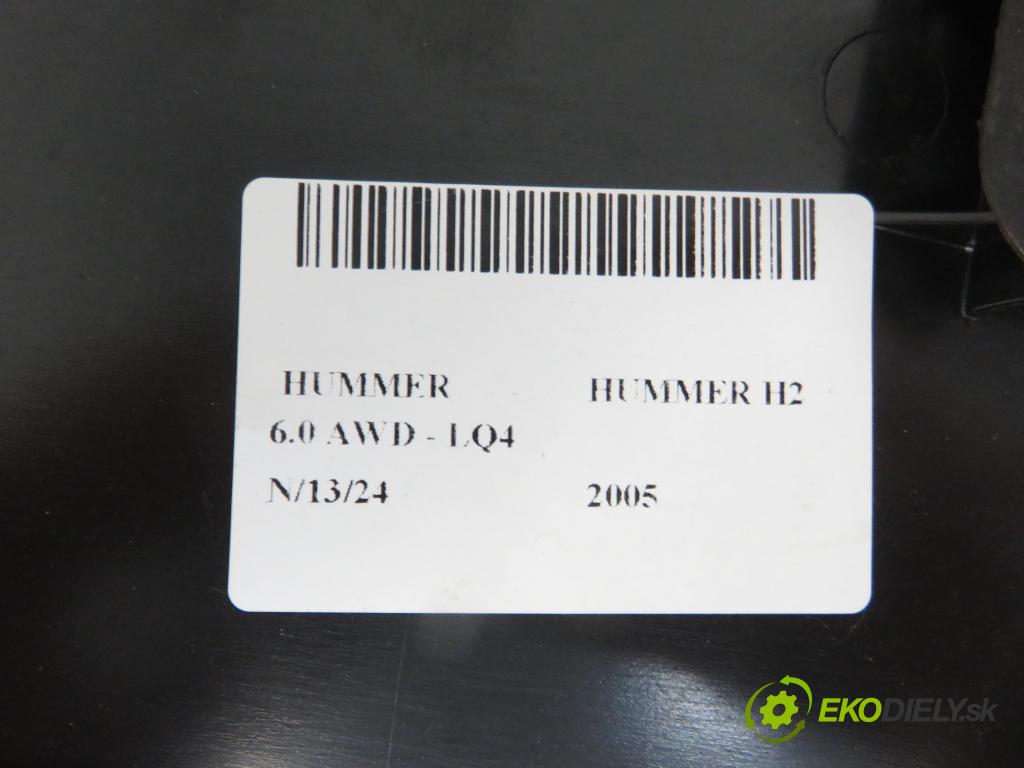 HUMMER HUMMER H2
6.0 AWD - LQ4
N/13/24 2005
EKODIELY.sk